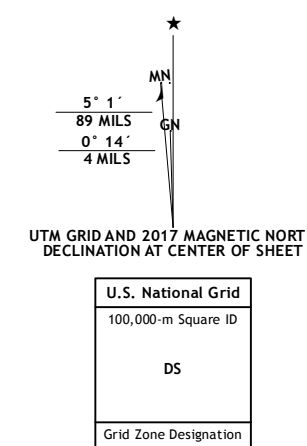 ★
MN
5° 1´
89 MILS
GN
0° 14´
4 MILS
UTM GRID AND 2017 MAGNETIC NORT
DECLINATION AT CENTER OF SHEET
U.S. National Grid
100,000-m Square ID
DS
Grid Zone Designation